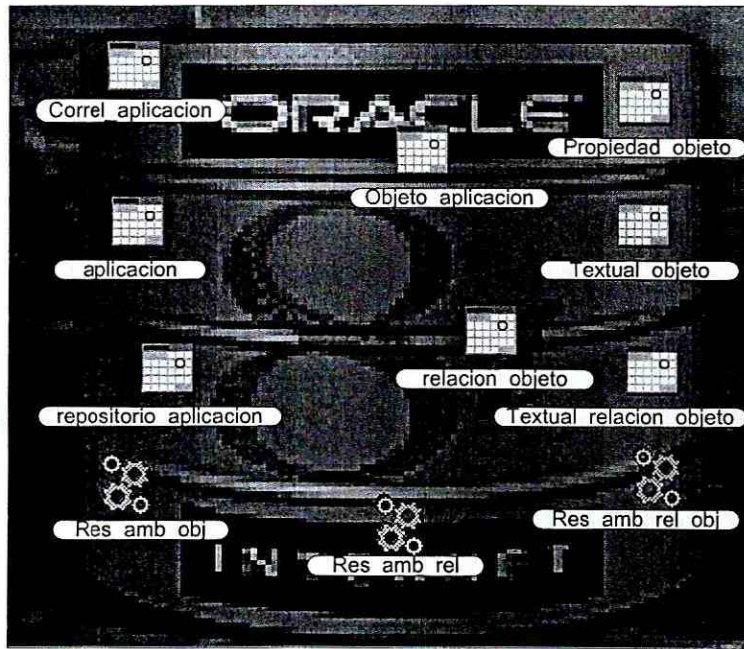 Correl aplicacion
ORACLE
Propiedad objeto
Objeto aplicacion
aplicacion
Textual objeto
relacion objeto
repositorio aplicacion
Textual relacion objeto
Res amb obj
Res amb rel obj
Res amb rel